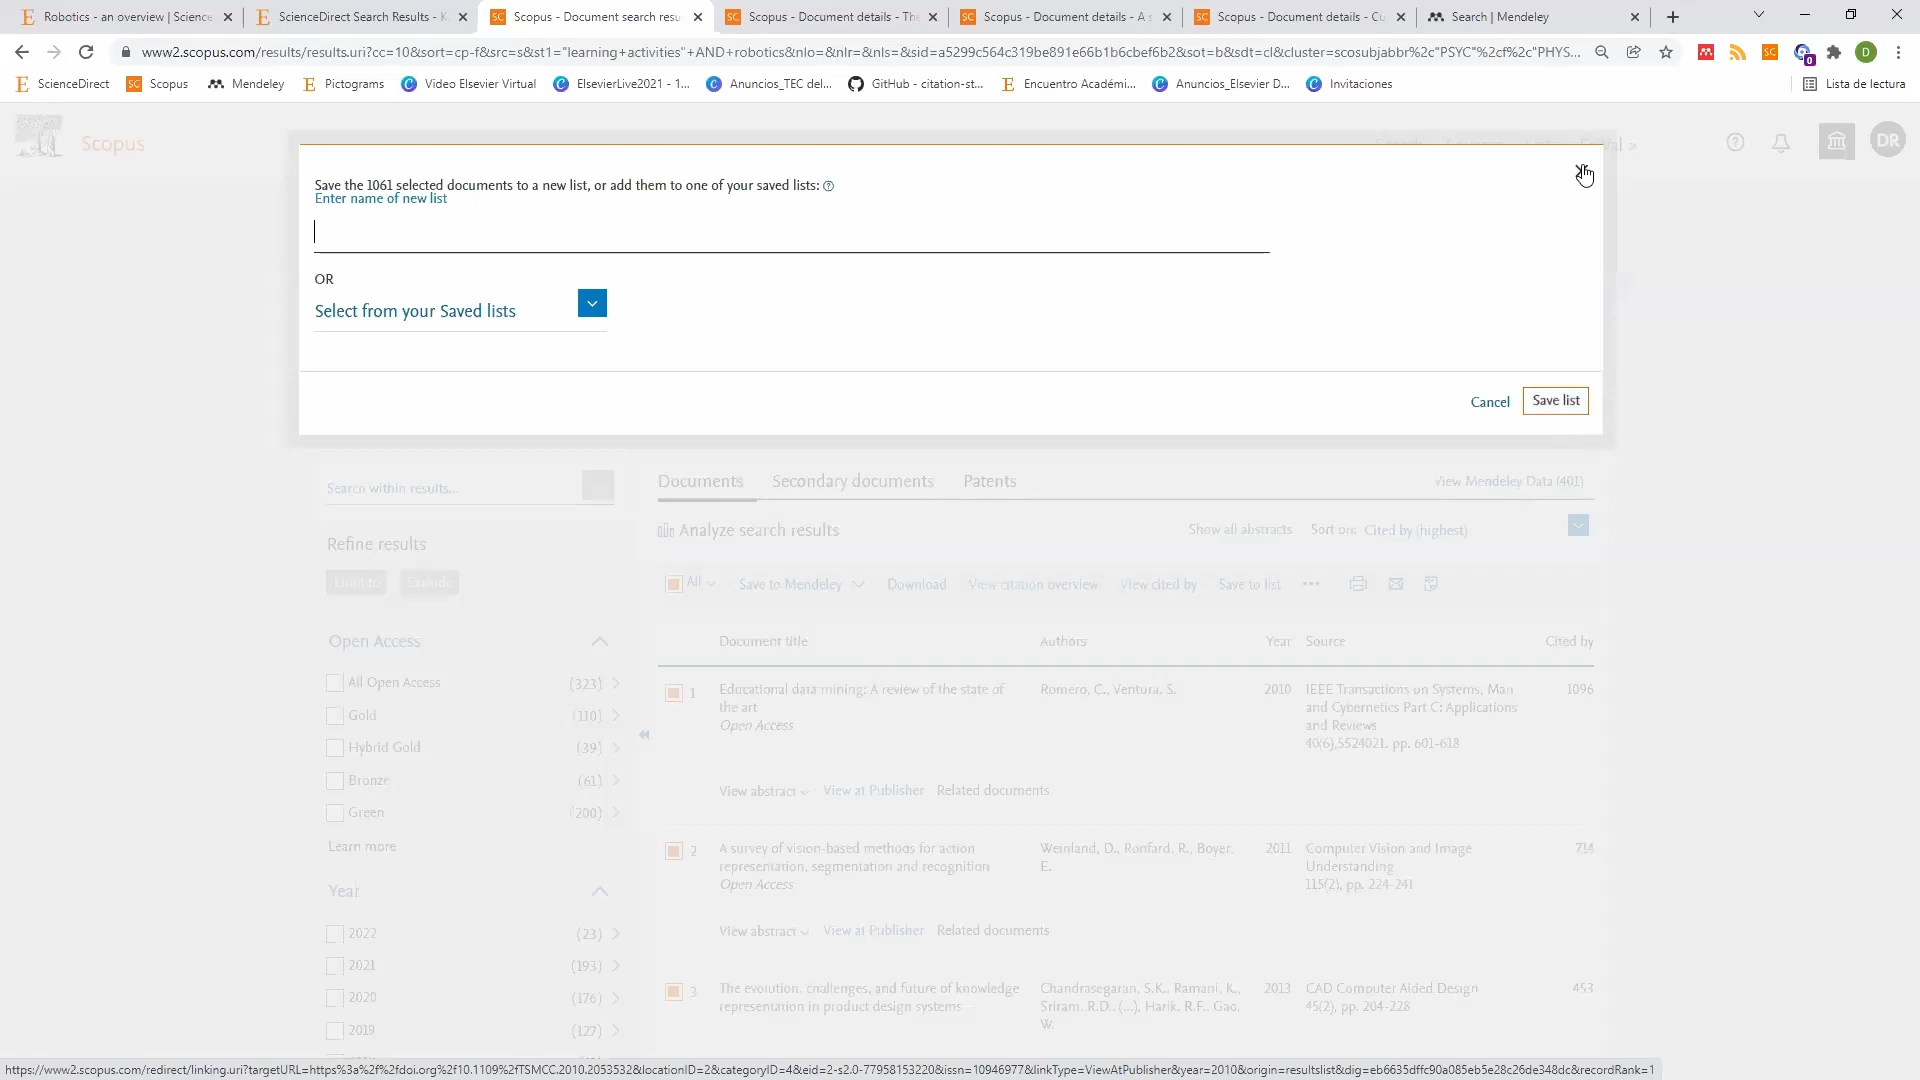 Robotics - an overview | Science
ScienceDirect Search Results - K
Scopus - Document search resu
Scopus - Document details - The
Scopus - Document details - A s
Scopus - Document details - Cu
Search | Mendeley
www2.scopus.com/results/results.uri?cc=10&sort=cp-f&src=s&st1="learning+activities"+AND+robotics&nlo=&nlr=&nls=&sid=a5299c564c319be891e66b1b6cbef6b2&sot=b&sdt=cl&cluster=scosubjabbr%2c"PSYC"%2cf%2c"PHYS...
ScienceDirect
Scopus
Mendeley
Pictograms
Video Elsevier Virtual
ElsevierLive2021 - 1...
Anuncios_TEC del...
GitHub - citation-st...
Encuentro Académi...
Anuncios_Elsevier D...
Invitaciones
Lista de lectura
Scopus
DR
Save the 1061 selected documents to a new list, or add them to one of your saved lists:
Enter name of new list
OR
Select from your Saved lists
Cancel
Save list
Search within results...
Documents
Secondary documents
Patents
View Mendeley Data (401)
Refine results
Limit to
Exclude
Analyze search results
Show all abstracts
Sort on: Cited by (highest)
All
Save to Mendeley
Download
View citation overview
View cited by
Save to list
Open Access
All Open Access (323)
Gold (110)
Hybrid Gold (39)
Bronze (61)
Green (200)
Learn more
Year
2022 (23)
2021 (193)
2020 (176)
2019 (127)
Document title
Authors
Year
Source
Cited by
1
Educational data mining: A review of the state of
the art
Open Access
Romero, C., Ventura, S.
2010
IEEE Transactions on Systems, Man
and Cybernetics Part C: Applications
and Reviews
40(6),5524021, pp. 601-618
1096
View abstract
View at Publisher
Related documents
2
A survey of vision-based methods for action
representation, segmentation and recognition
Open Access
Weinland, D., Ronfard, R., Boyer,
E.
2011
Computer Vision and Image
Understanding
115(2), pp. 224-241
714
View abstract
View at Publisher
Related documents
3
The evolution, challenges, and future of knowledge
representation in product design systems
Chandrasegaran, S.K., Ramani, K.,
Sriram, R.D., (...), Harik, R.F., Gao,
W.
2013
CAD Computer Aided Design
45(2), pp. 204-228
453
https://www2.scopus.com/redirect/linking.uri?targetURL=https%3a%2f%2fdoi.org%2f10.1109%2fTSMCC.2010.2053532&locationID=2&categoryID=4&eid=2-s2.0-77958153220&issn=10946977&linkType=ViewAtPublisher&year=2010&origin=resultslist&dig=eb6635dffc90a085eb5e28c26de348dc&recordRank=1